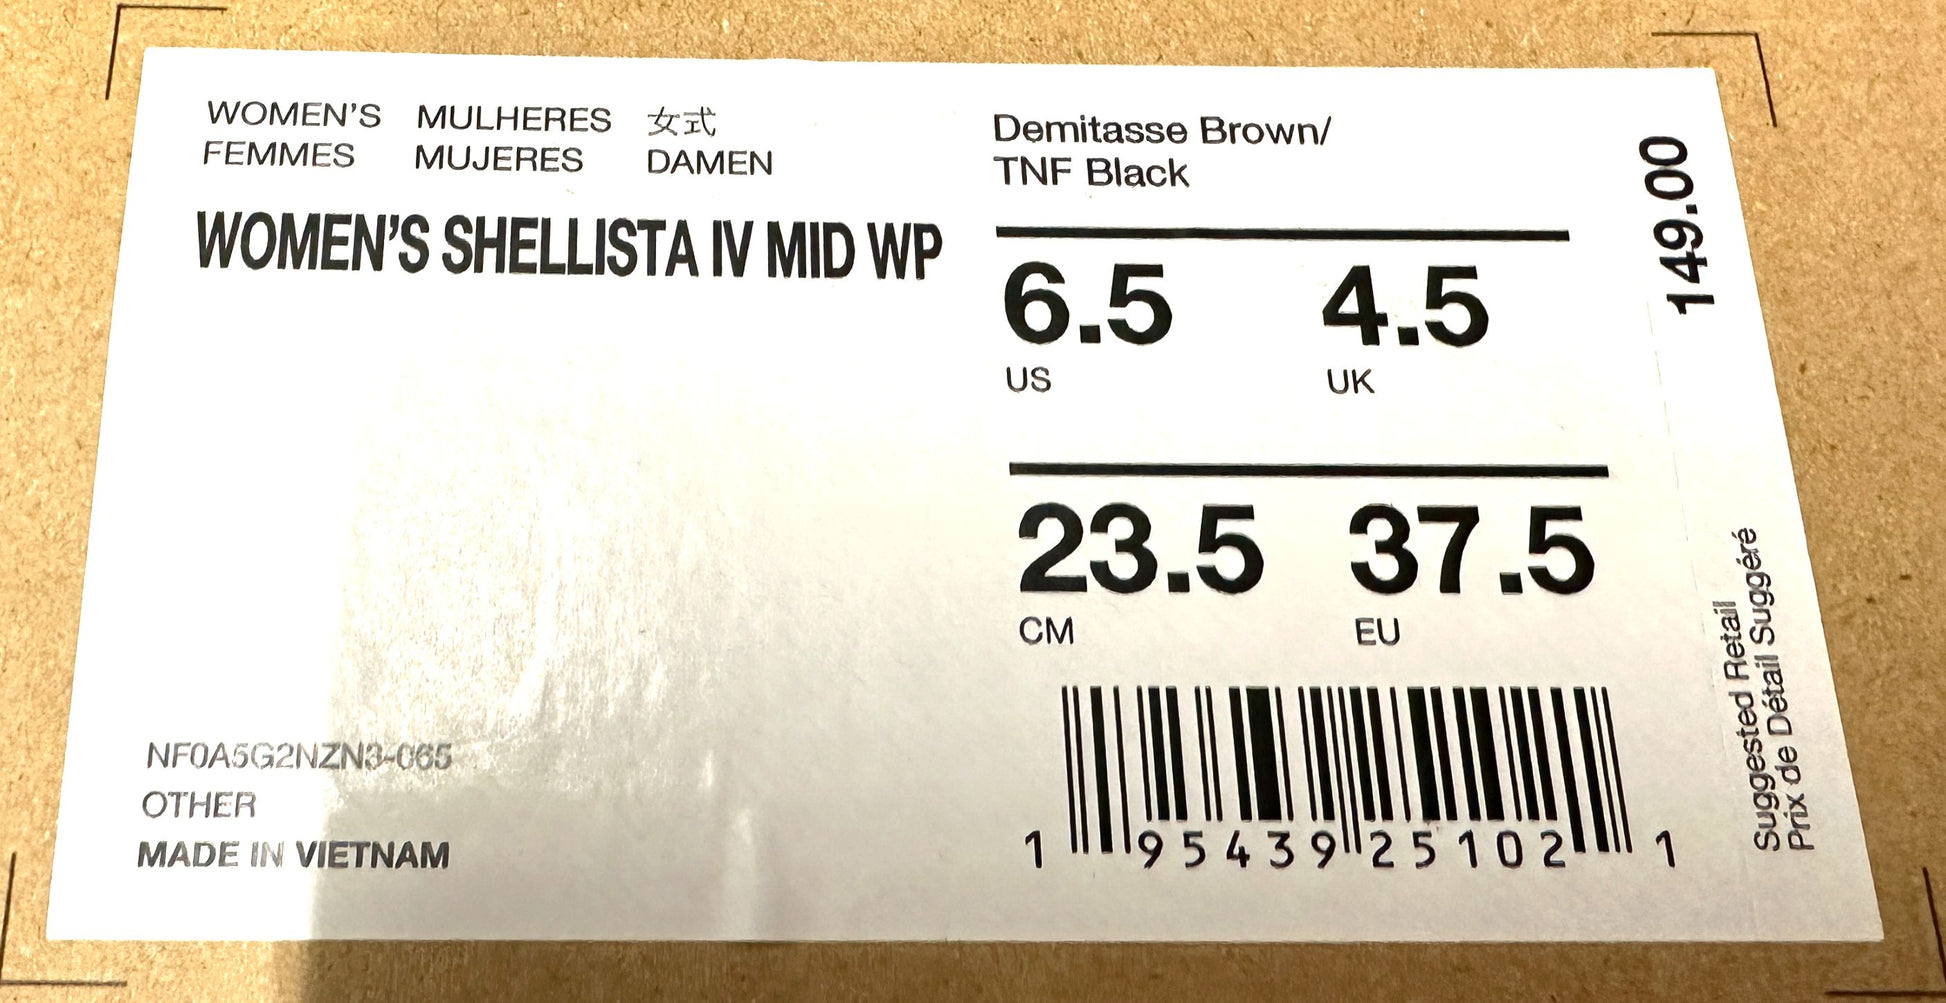 WOMEN'S MULHERES 女式
FEMMES MUJERES DAMEN
WOMEN'S SHELLISTA IV MID WP
NF0A5G2NZN3-065
OTHER
MADE IN VIETNAM
Demitasse Brown/
TNF Black
6.5 4.5
US UK
23.5 37.5
CM EU
1 95439 25102 1
149.00
Suggested Retail
Prix de Détail Suggéré